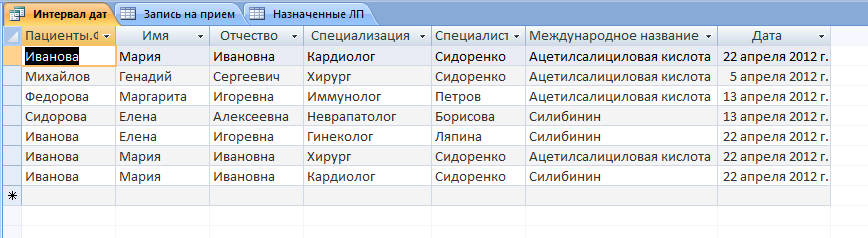 Интервал дат Запись на прием Назначенные ЛП
Пациенты.Ф Имя Отчество Специализация Специалист Международное название Дата
Иванова Мария Ивановна Кардиолог Сидоренко Ацетилсалициловая кислота 22 апреля 2012 г.
Михайлов Генадий Сергеевич Хирург Сидоренко Ацетилсалициловая кислота 5 апреля 2012 г.
Федорова Маргарита Игоревна Иммунолог Петров Ацетилсалициловая кислота 13 апреля 2012 г.
Сидорова Елена Алексеевна Неврапатолог Борисова Силибинин 13 апреля 2012 г.
Иванова Елена Игоревна Гинеколог Ляпина Силибинин 22 апреля 2012 г.
Иванова Мария Ивановна Хирург Сидоренко Ацетилсалициловая кислота 22 апреля 2012 г.
Иванова Мария Ивановна Кардиолог Сидоренко Силибинин 22 апреля 2012 г.